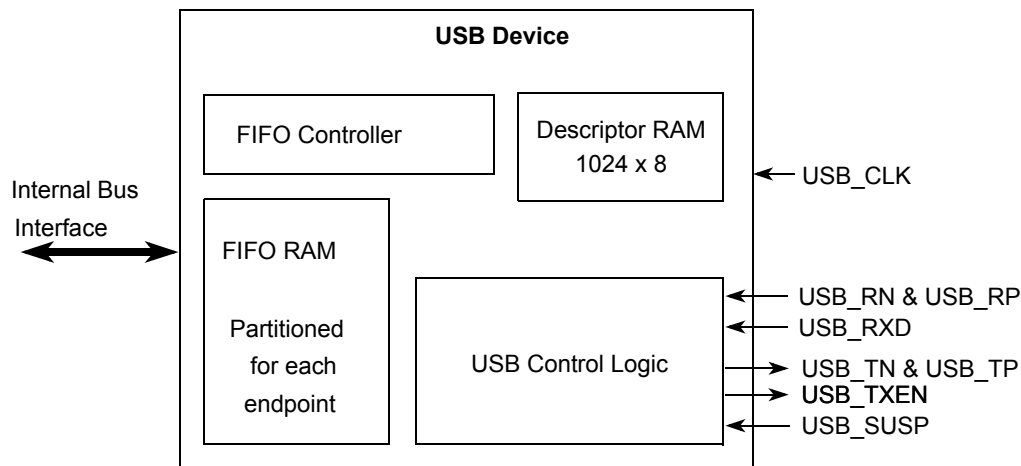 USB Device
FIFO Controller
Descriptor RAM
1024 x 8
USB_CLK
Internal Bus
Interface
FIFO RAM
Partitioned
for each
endpoint
USB Control Logic
USB_RN & USB_RP
USB_RXD
USB_TN & USB_TP
USB_TXEN
USB_SUSP